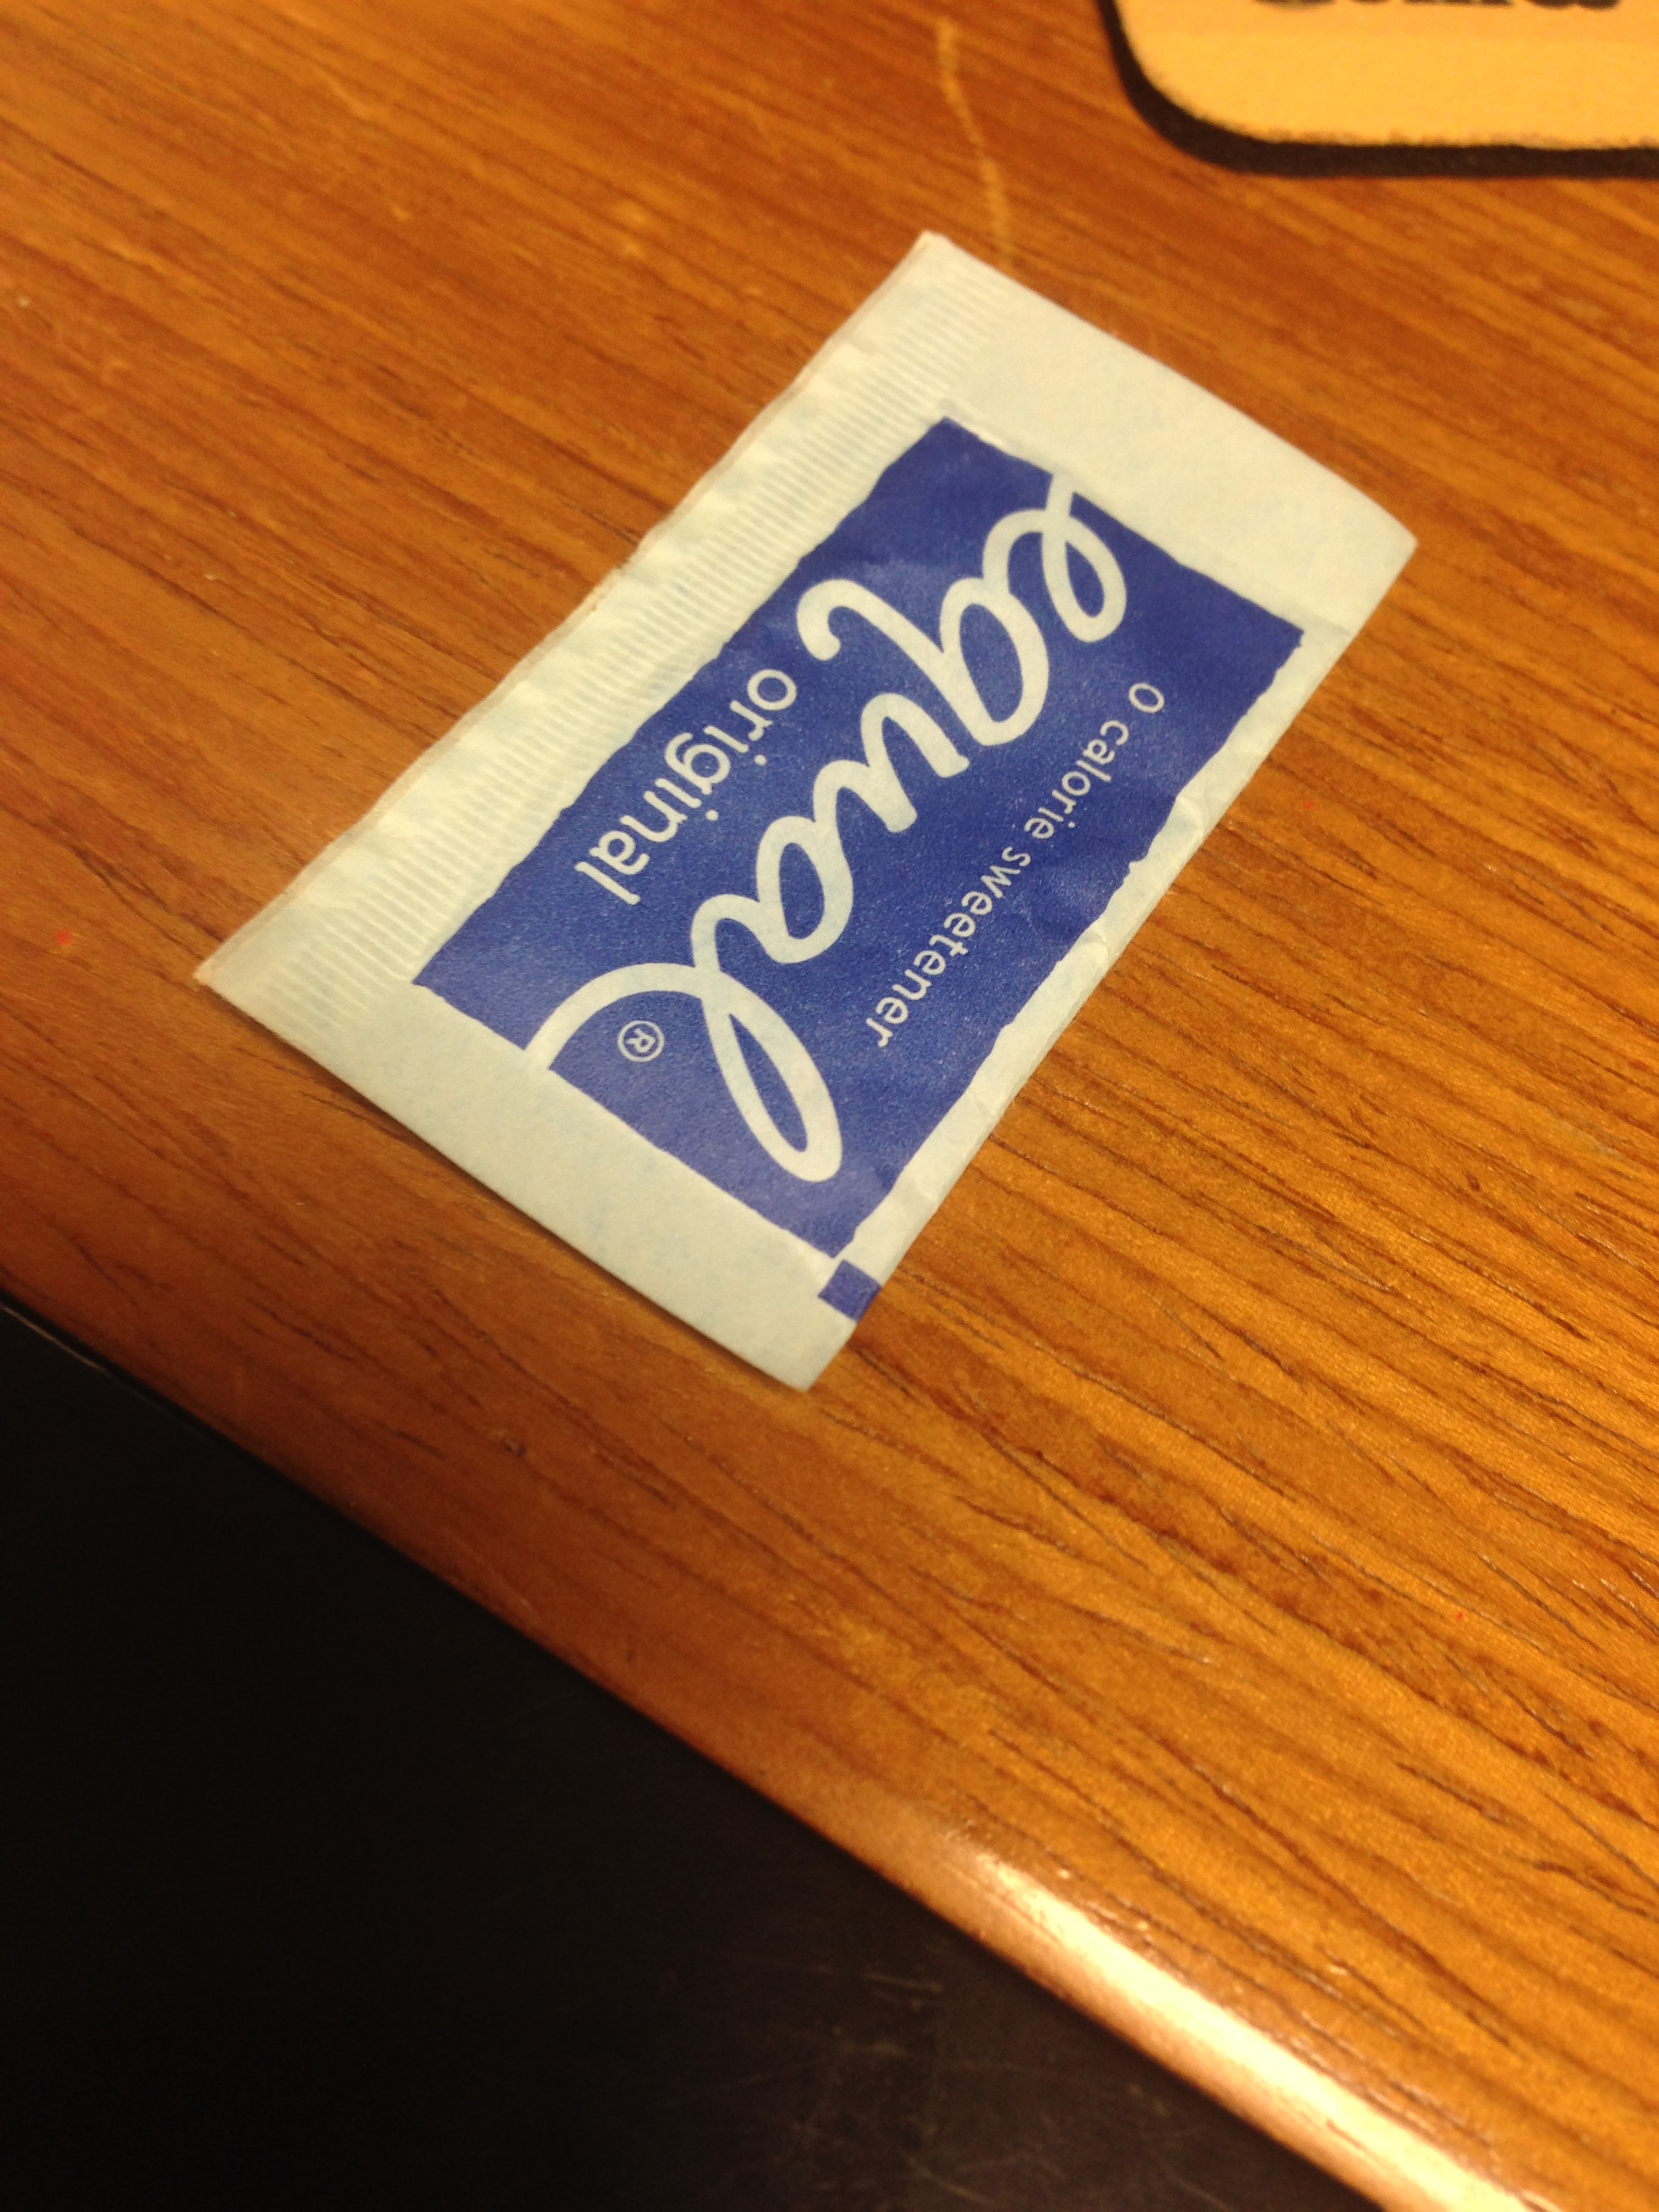 0 calorie sweetener
equal®
original